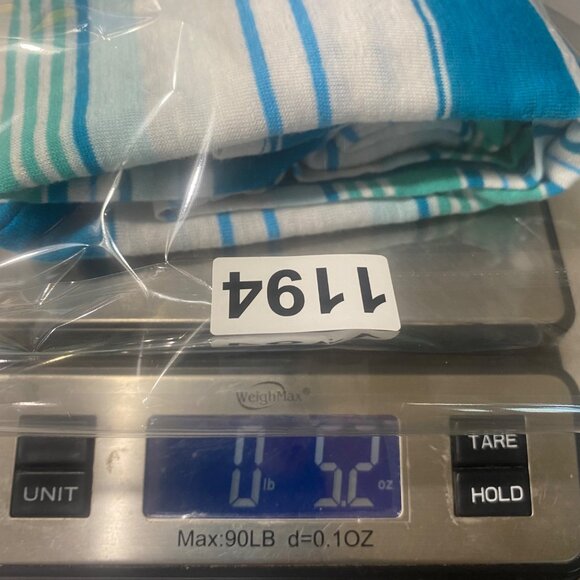 1194
WeighMax®
0 lb 5.2 oz
UNIT
TARE
HOLD
Max:90LB d=0.1OZ